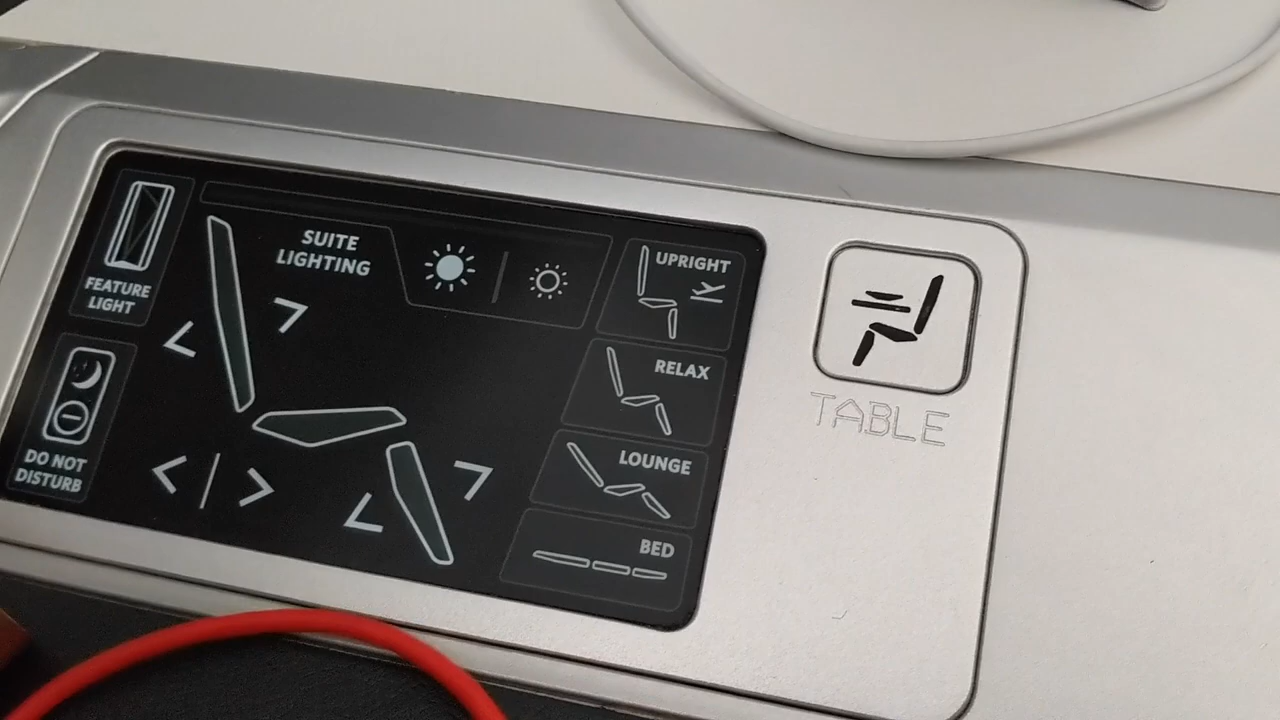 FEATURE
LIGHT
SUITE
LIGHTING
UPRIGHT
RELAX
LOUNGE
BED
DO NOT
DISTURB
TABLE